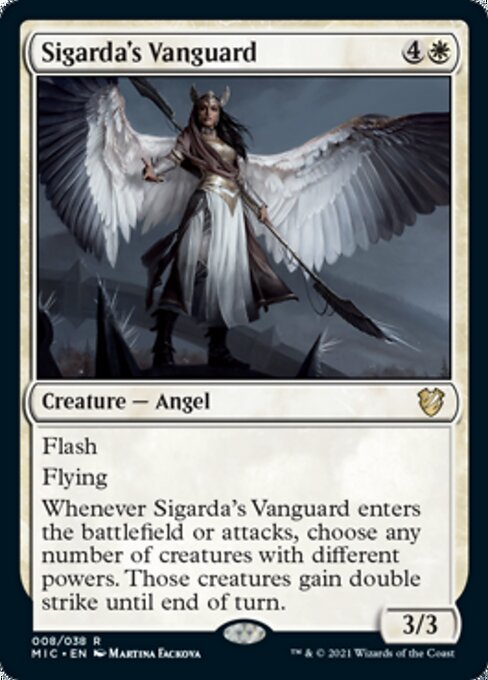 Sigarda's Vanguard 4
Creature — Angel
Flash
Flying
Whenever Sigarda's Vanguard enters
the battlefield or attacks, choose any
number of creatures with different
powers. Those creatures gain double
strike until end of turn.
3/3
008/038 R
MIC • EN Martina Fackova
™ & © 2021 Wizards of the Coast